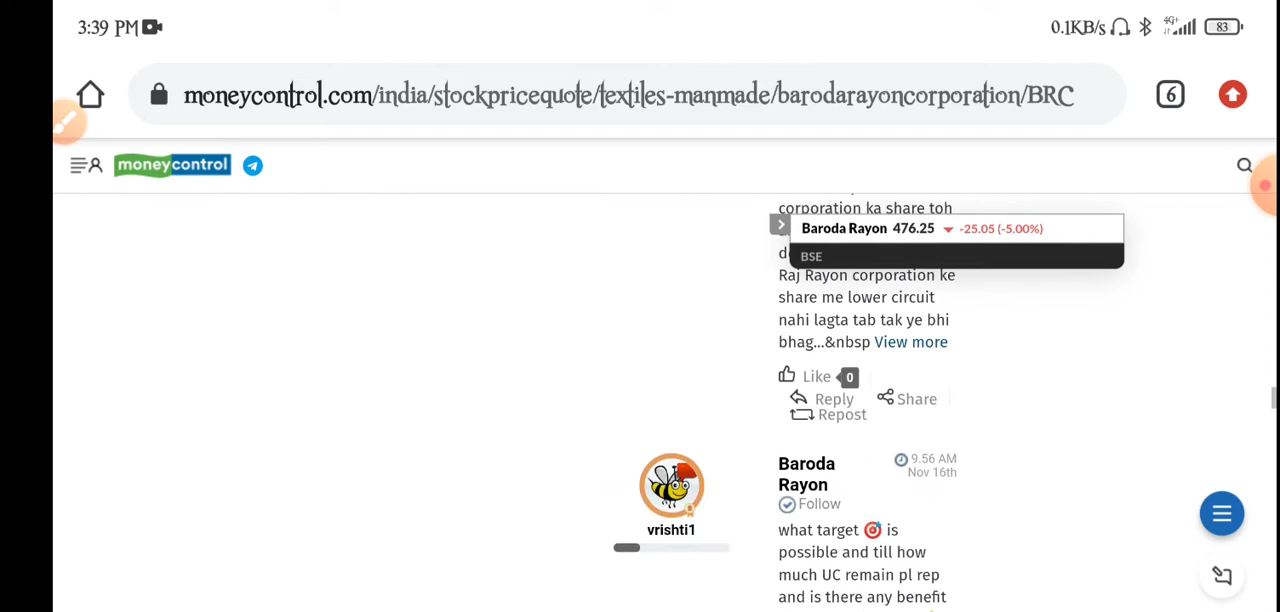 3:39 PM
0.1KB/s 4G+ 83
moneycontrol.com/india/stockpricequote/textiles-manmade/barodarayoncorporation/BRC
6
moneycontrol
corporation ka share toh
Baroda Rayon 476.25 -25.05 (-5.00%)
BSE
Raj Rayon corporation ke
share me lower circuit
nahi lagta tab tak ye bhi
bhag...&nbsp View more
Like 0
Reply Share
Repost
Baroda
Rayon
9.56 AM
Nov 16th
Follow
vrishti1
what target 🎯 is
possible and till how
much UC remain pl rep
and is there any benefit